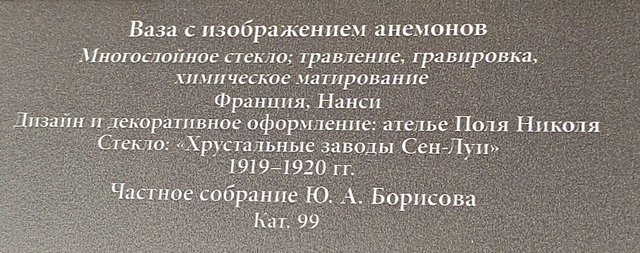 Ваза с изображением анемонов
Многослойное стекло; травление, гравировка,
химическое матирование
Франция, Нанси
Дизайн и декоративное оформление: ателье Поля Николя
Стекло: «Хрустальные заводы Сен-Луи»
1919–1920 гг.
Частное собрание Ю. А. Борисова
Кат. 99